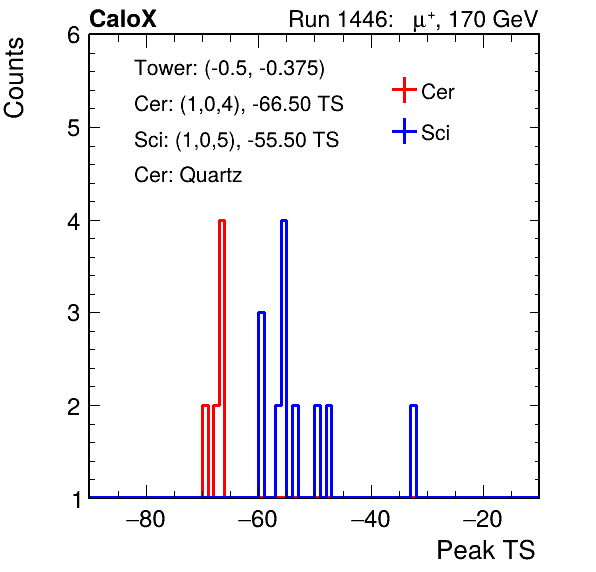 CaloX Run 1446: μ⁺, 170 GeV
Counts
Tower: (-0.5, -0.375)
Cer: (1,0,4), -66.50 TS
Sci: (1,0,5), -55.50 TS
Cer: Quartz
Cer
Sci
6
5
4
3
2
1
−80 −60 −40 −20
Peak TS